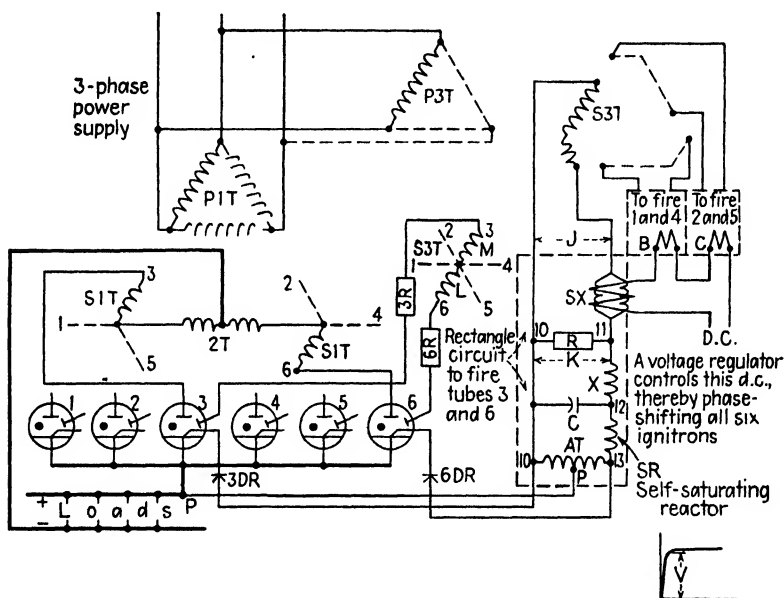 3-phase
power
supply
P3T
P1T
S3T
To fire
1 and 4
To fire
2 and 5
B
C
J
SX
D.C.
10
R
11
K
X
C
12
AT
10
P
13
SR
Self-saturating
reactor
Rectangle
circuit
to fire
tubes 3
and 6
A voltage regulator
controls this d.c.,
thereby phase-
shifting all six
ignitrons
2
3
S3T
M
1
4
L
6
5
3R
6R
3
S1T
1
5
2T
2
4
S1T
6
1
2
3
4
5
6
3DR
6DR
+ Loads P
−
V